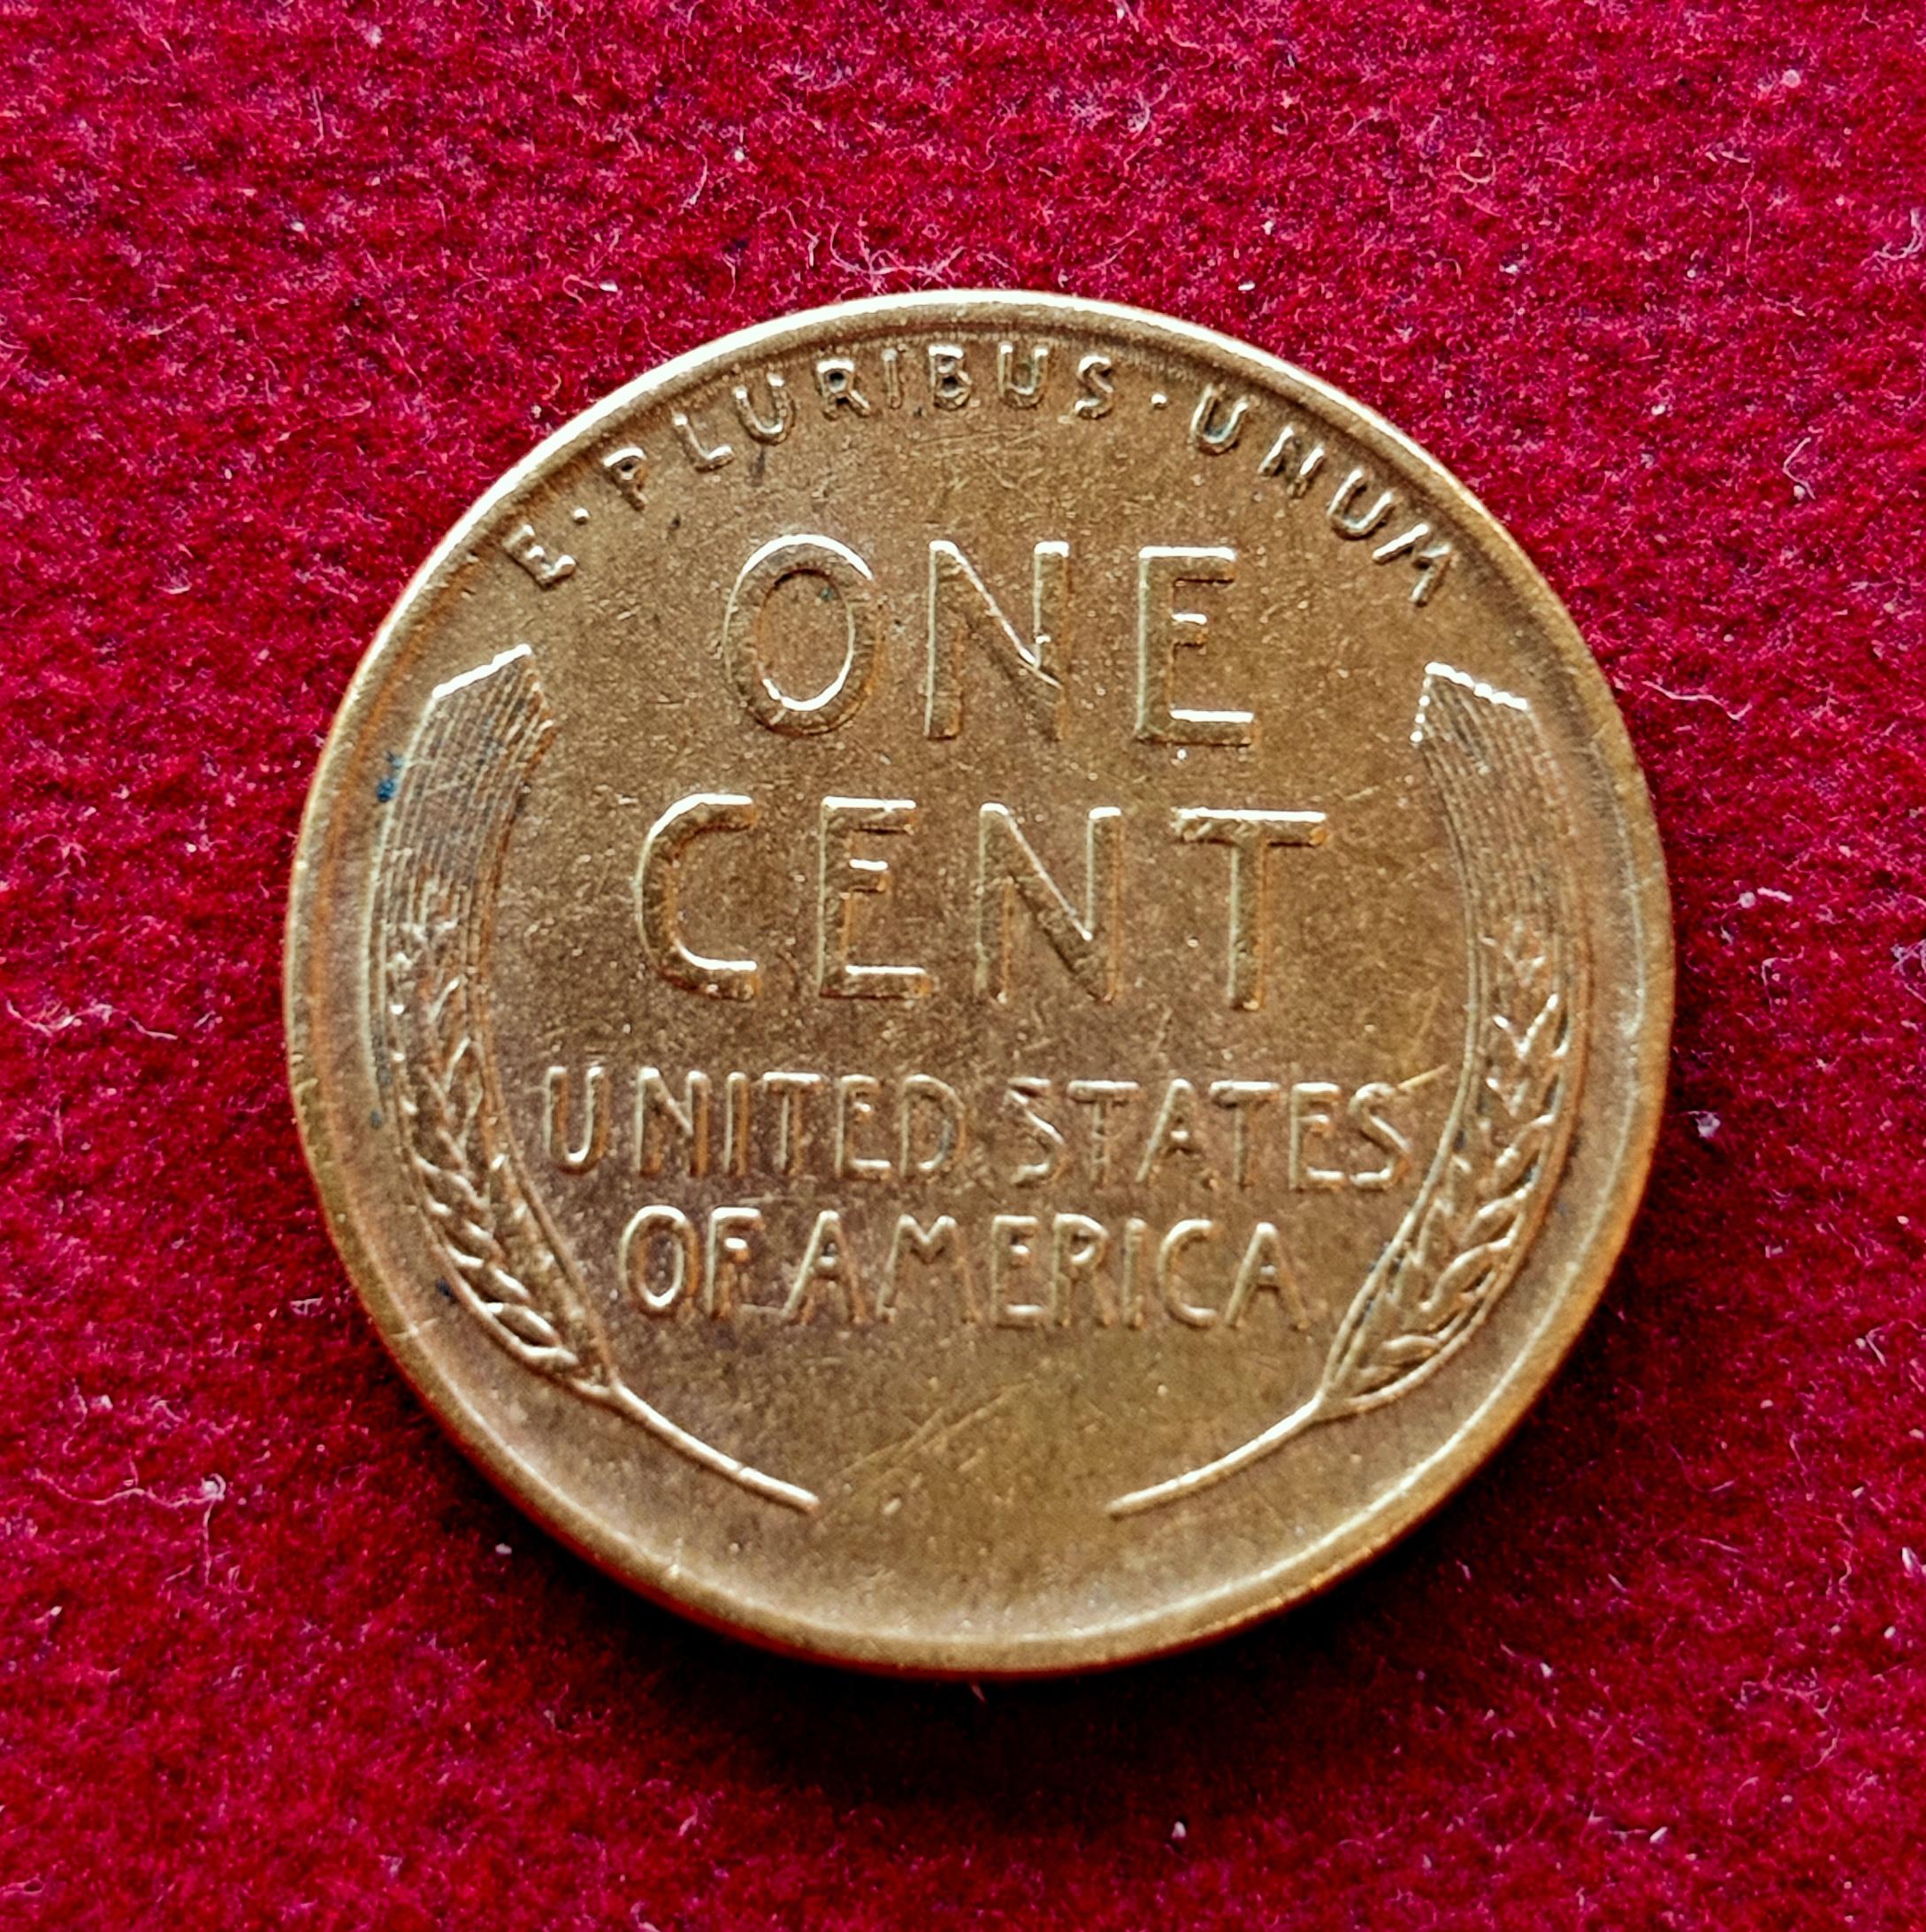 E·PLURIBUS·UNUM
ONE
CENT
UNITED STATES
OF AMERICA